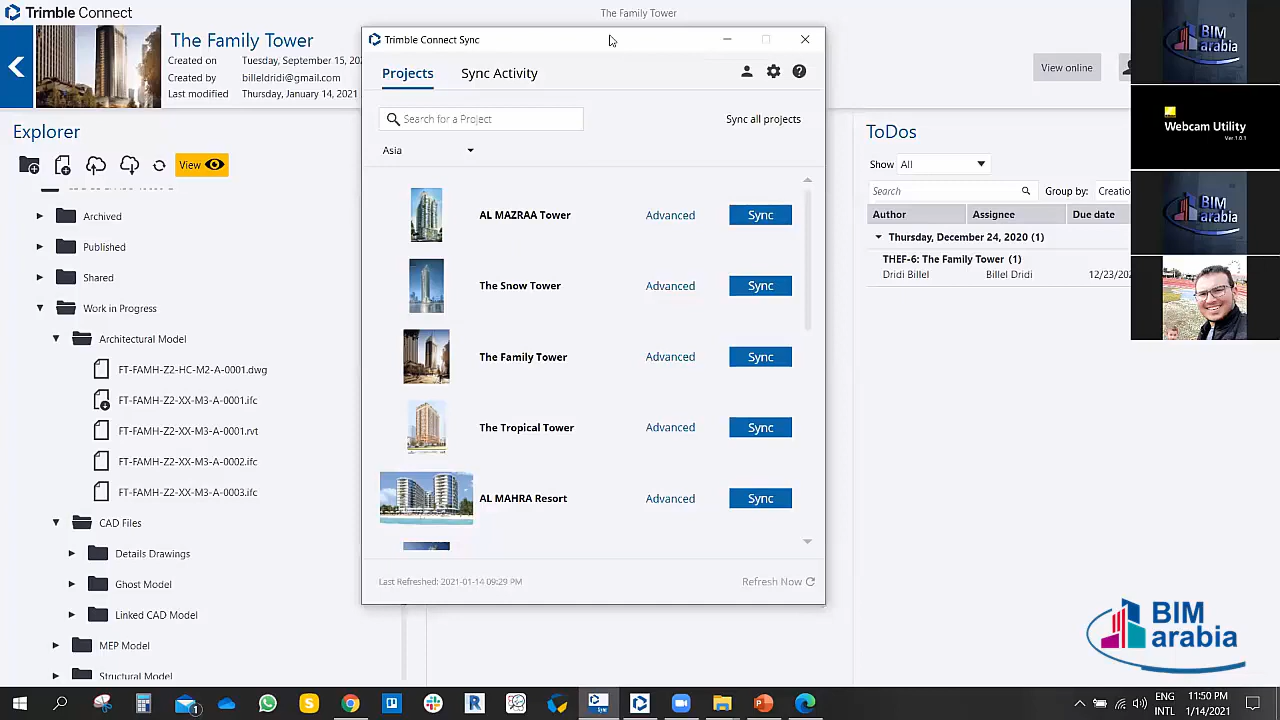 Trimble Connect
The Family Tower
The Family Tower
Created on
Tuesday, September 15, 202
Created by
billeldridi@gmail.com
Last modified
Thursday, January 14, 2021
View online
Explorer
View
Archived
Published
Shared
Work in Progress
Architectural Model
FT-FAMH-Z2-HC-M2-A-0001.dwg
FT-FAMH-Z2-XX-M3-A-0001.ifc
FT-FAMH-Z2-XX-M3-A-0001.rvt
FT-FAMH-Z2-XX-M3-A-0002.ifc
FT-FAMH-Z2-XX-M3-A-0003.ifc
CAD Files
Details Drawings
Ghost Model
Linked CAD Model
MEP Model
Structural Model
Trimble Connect Sync
Projects
Sync Activity
Search for a Project
Sync all projects
Asia
AL MAZRAA Tower Advanced Sync
The Snow Tower Advanced Sync
The Family Tower Advanced Sync
The Tropical Tower Advanced Sync
AL MAHRA Resort Advanced Sync
Last Refreshed: 2021-01-14 09:29 PM
Refresh Now
ToDos
Show All
Search
Group by: Creatio
Author Assignee Due date
Thursday, December 24, 2020 (1)
THEF-6: The Family Tower (1)
Dridi Billel Billel Dridi 12/23/202
BIM
arabia
Webcam Utility
Ver.1.0.1
BIM
arabia
BIM
arabia
ENG
INTL
11:50 PM
1/14/2021